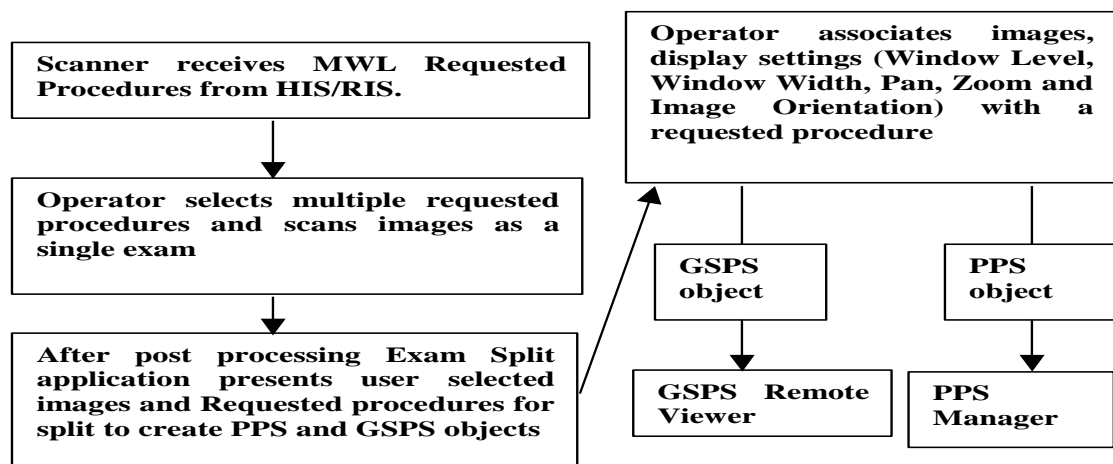 Scanner receives MWL Requested
Procedures from HIS/RIS.
Operator selects multiple requested
procedures and scans images as a
single exam
After post processing Exam Split
application presents user selected
images and Requested procedures for
split to create PPS and GSPS objects
Operator associates images,
display settings (Window Level,
Window Width, Pan, Zoom and
Image Orientation) with a
requested procedure
GSPS
object
PPS
object
GSPS Remote
Viewer
PPS
Manager